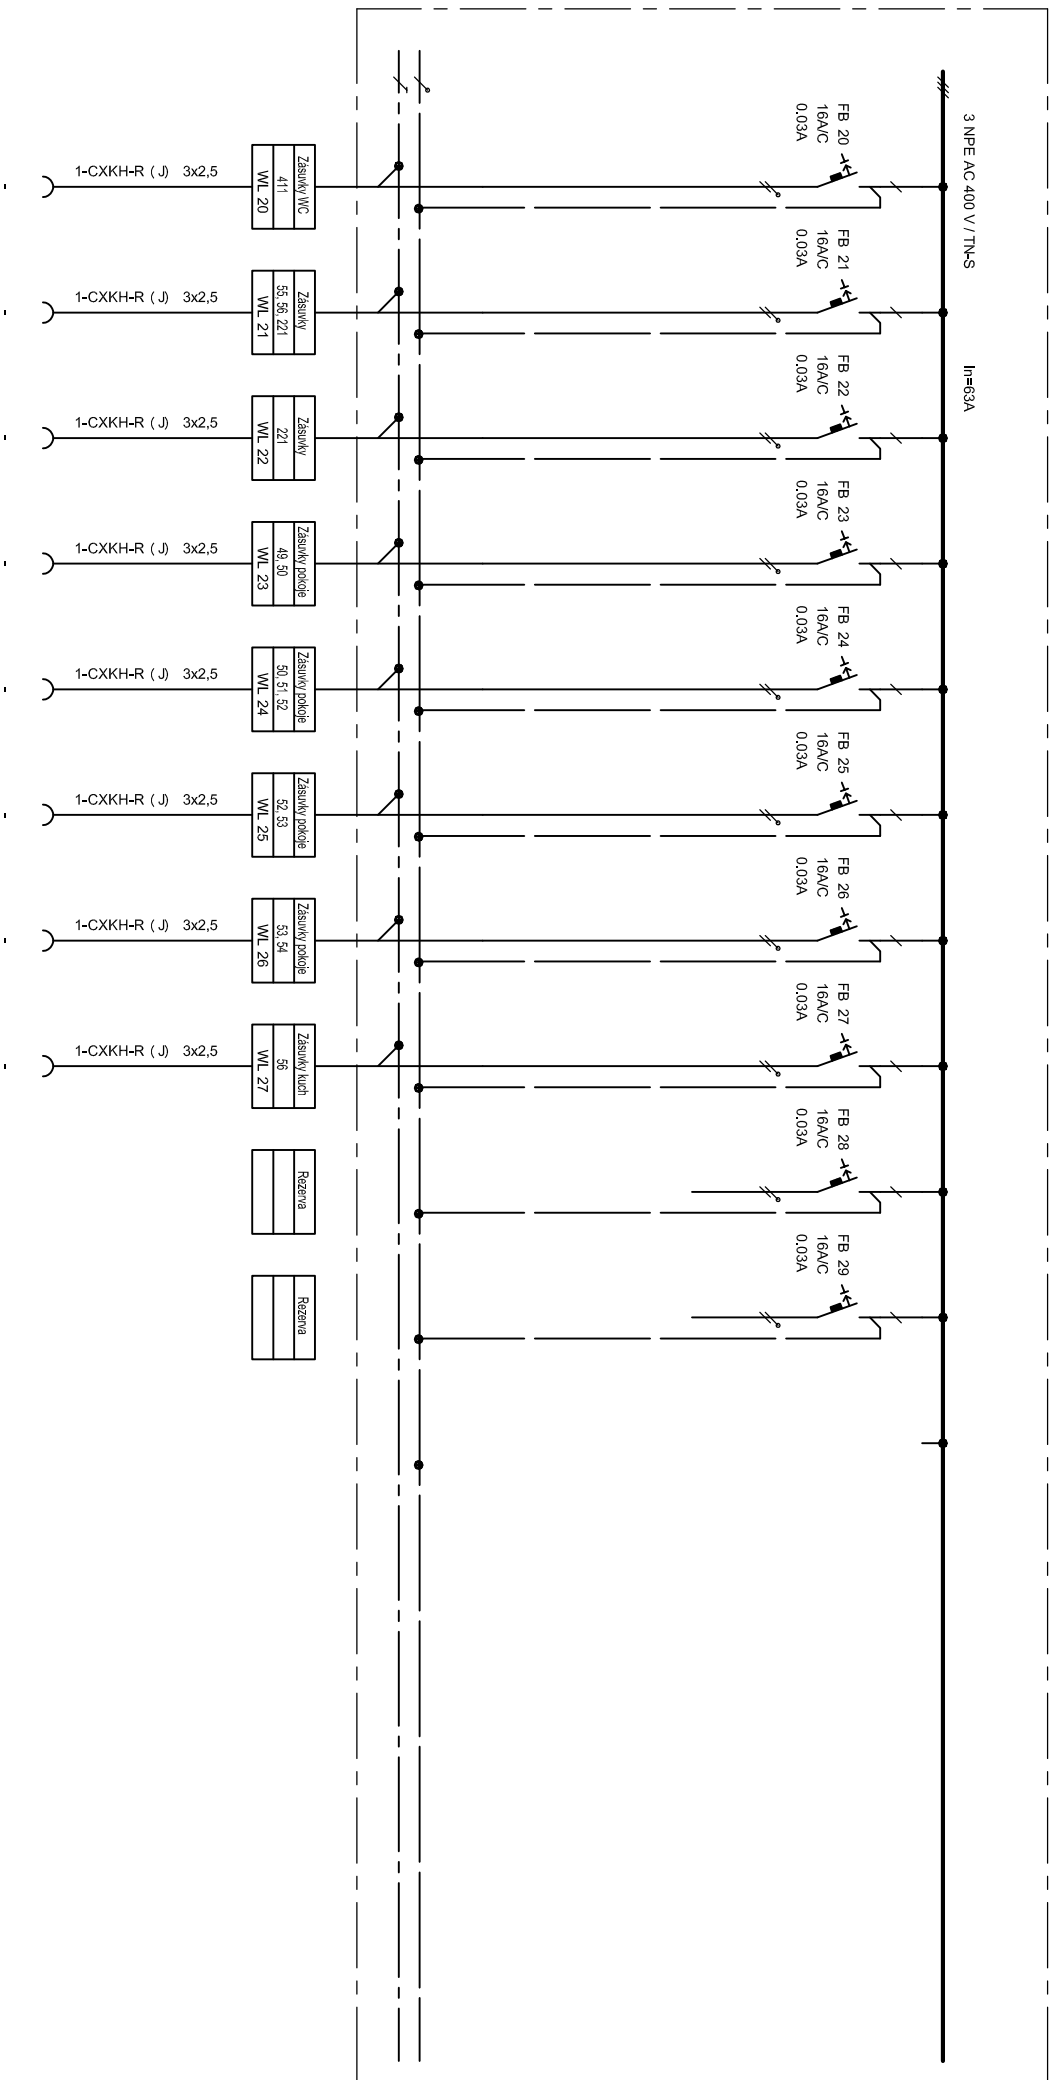 3 NPE AC 400 V / TN-S
In=63A
FB 20
16A/C
0.03A
Zásuvky WC
411
WL 20
1-CXKH-R ( J) 3x2,5
FB 21
16A/C
0.03A
Zásuvky
55, 56, 221
WL 21
1-CXKH-R ( J) 3x2,5
FB 22
16A/C
0.03A
Zásuvky
221
WL 22
1-CXKH-R ( J) 3x2,5
FB 23
16A/C
0.03A
Zásuvky pokoje
49, 50
WL 23
1-CXKH-R ( J) 3x2,5
FB 24
16A/C
0.03A
Zásuvky pokoje
50, 51, 52
WL 24
1-CXKH-R ( J) 3x2,5
FB 25
16A/C
0.03A
Zásuvky pokoje
52, 53
WL 25
1-CXKH-R ( J) 3x2,5
FB 26
16A/C
0.03A
Zásuvky pokoje
53, 54
WL 26
1-CXKH-R ( J) 3x2,5
FB 27
16A/C
0.03A
Zásuvky kuch
56
WL 27
1-CXKH-R ( J) 3x2,5
FB 28
16A/C
0.03A
Rezerva
FB 29
16A/C
0.03A
Rezerva